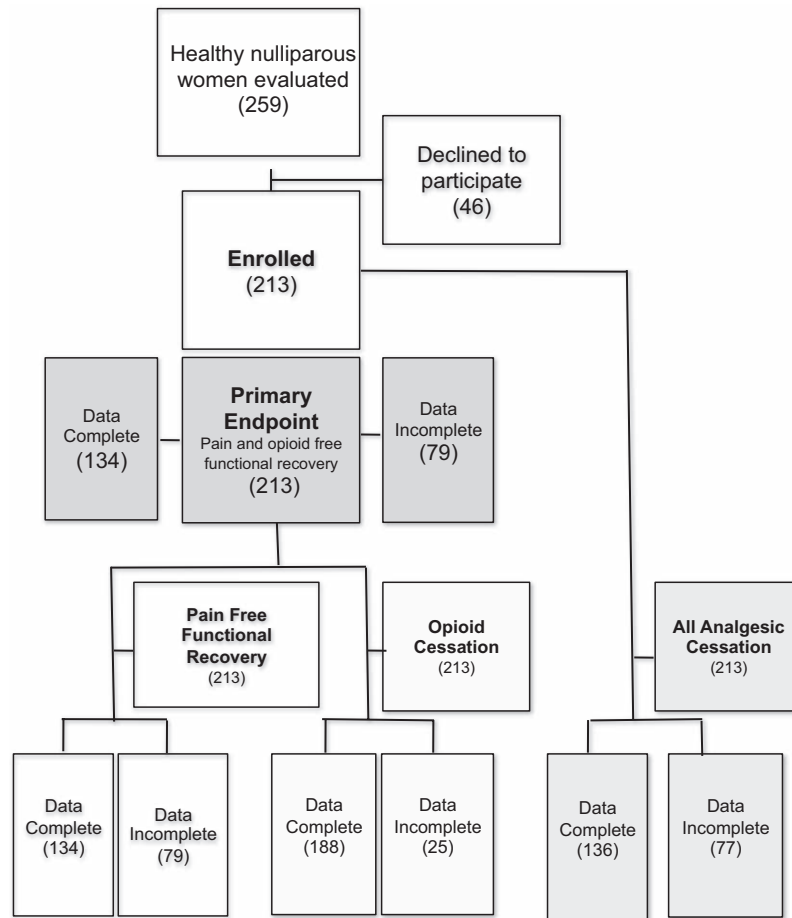 Healthy nulliparous
women evaluated
(259)
Declined to
participate
(46)
Enrolled
(213)
Data
Complete
(134)
Primary
Endpoint
Pain and opioid free
functional recovery
(213)
Data
Incomplete
(79)
Pain Free
Functional
Recovery
(213)
Opioid
Cessation
(213)
All Analgesic
Cessation
(213)
Data
Complete
(134)
Data
Incomplete
(79)
Data
Complete
(188)
Data
Incomplete
(25)
Data
Complete
(136)
Data
Incomplete
(77)